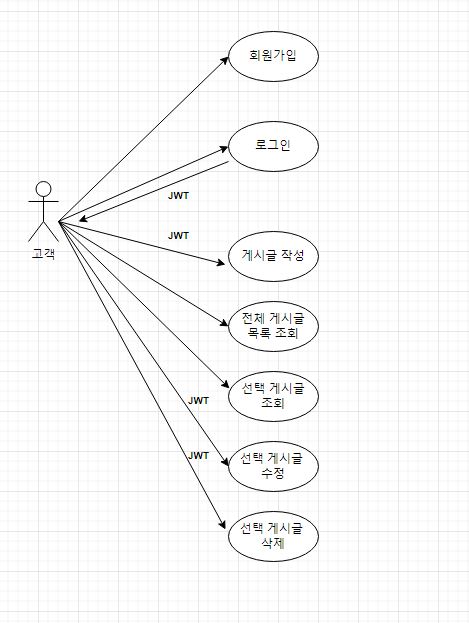 회원가입
로그인
JWT
고객
JWT
게시글 작성
전체 게시글
목록 조회
선택 게시글
조회
JWT
선택 게시글
수정
JWT
선택 게시글
삭제